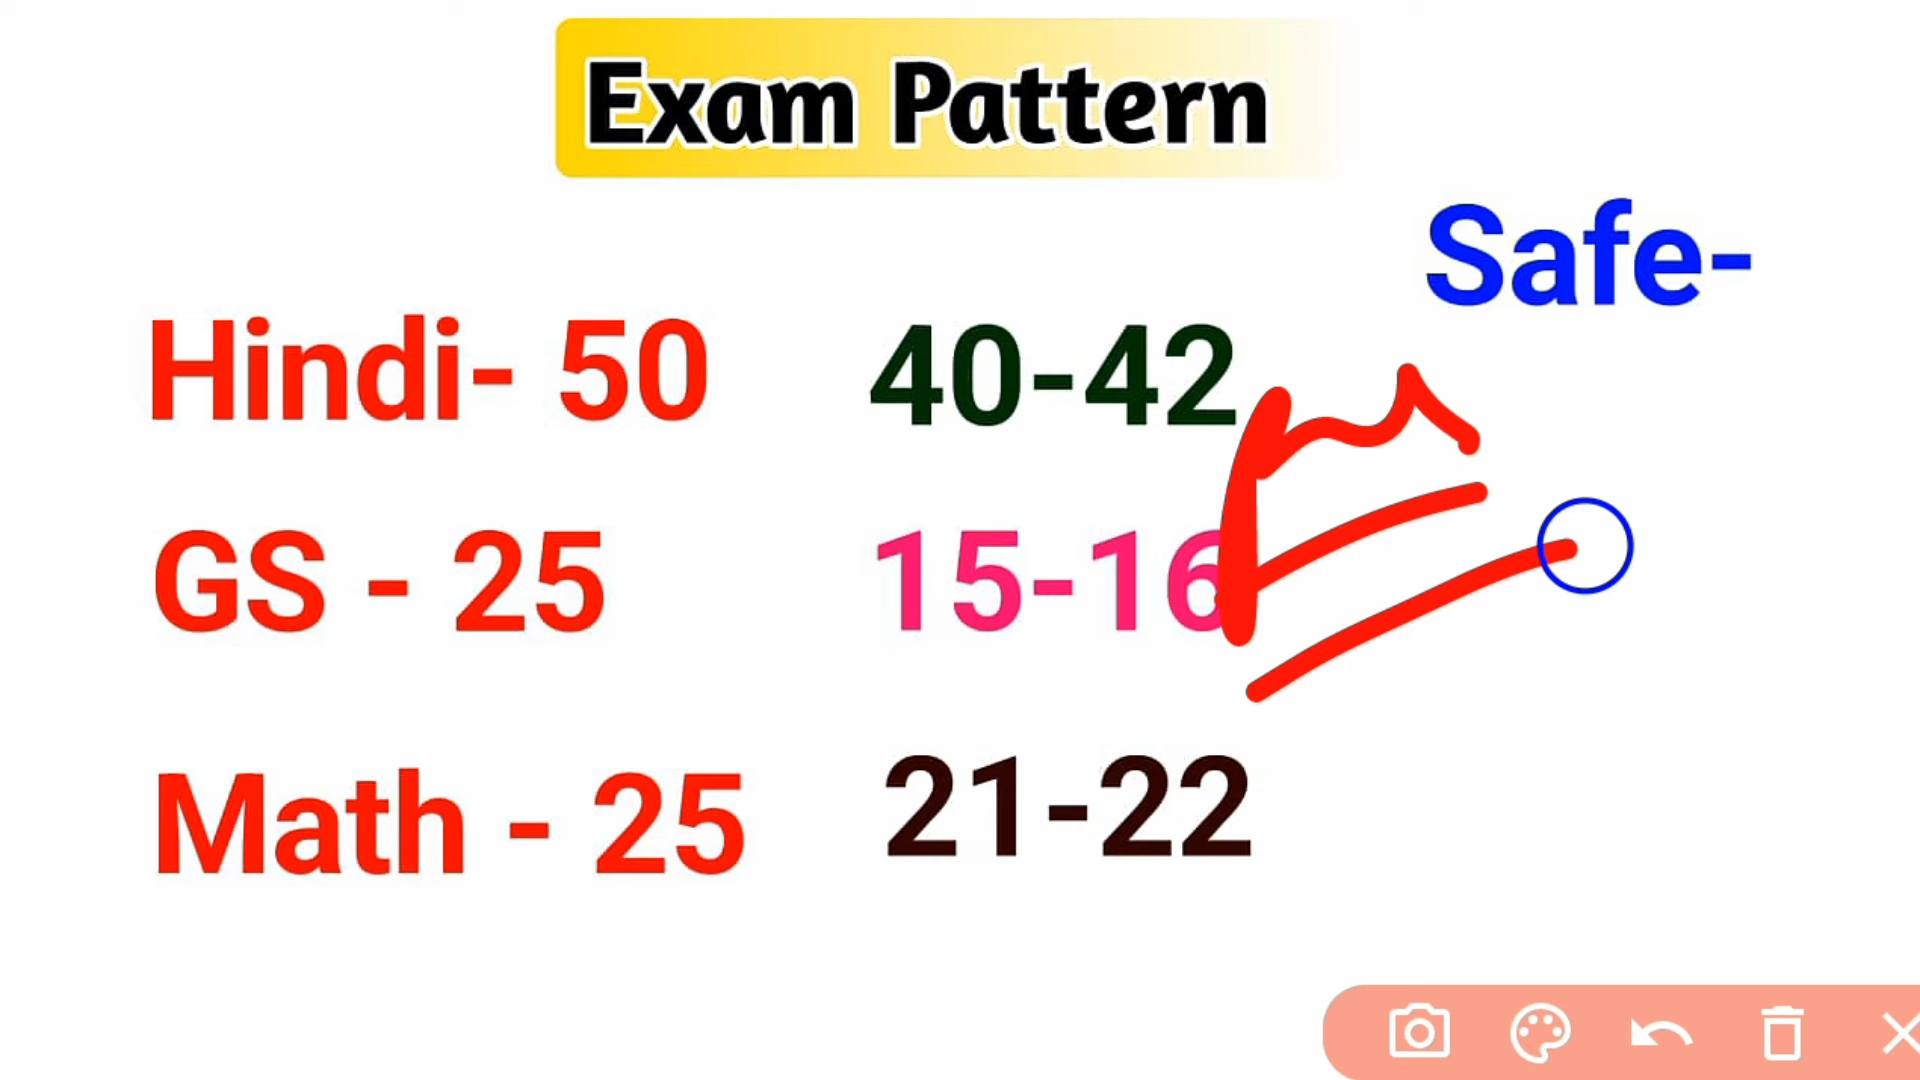 Exam Pattern
Safe-
Hindi- 50 40-42
GS - 25 15-16
Math - 25 21-22